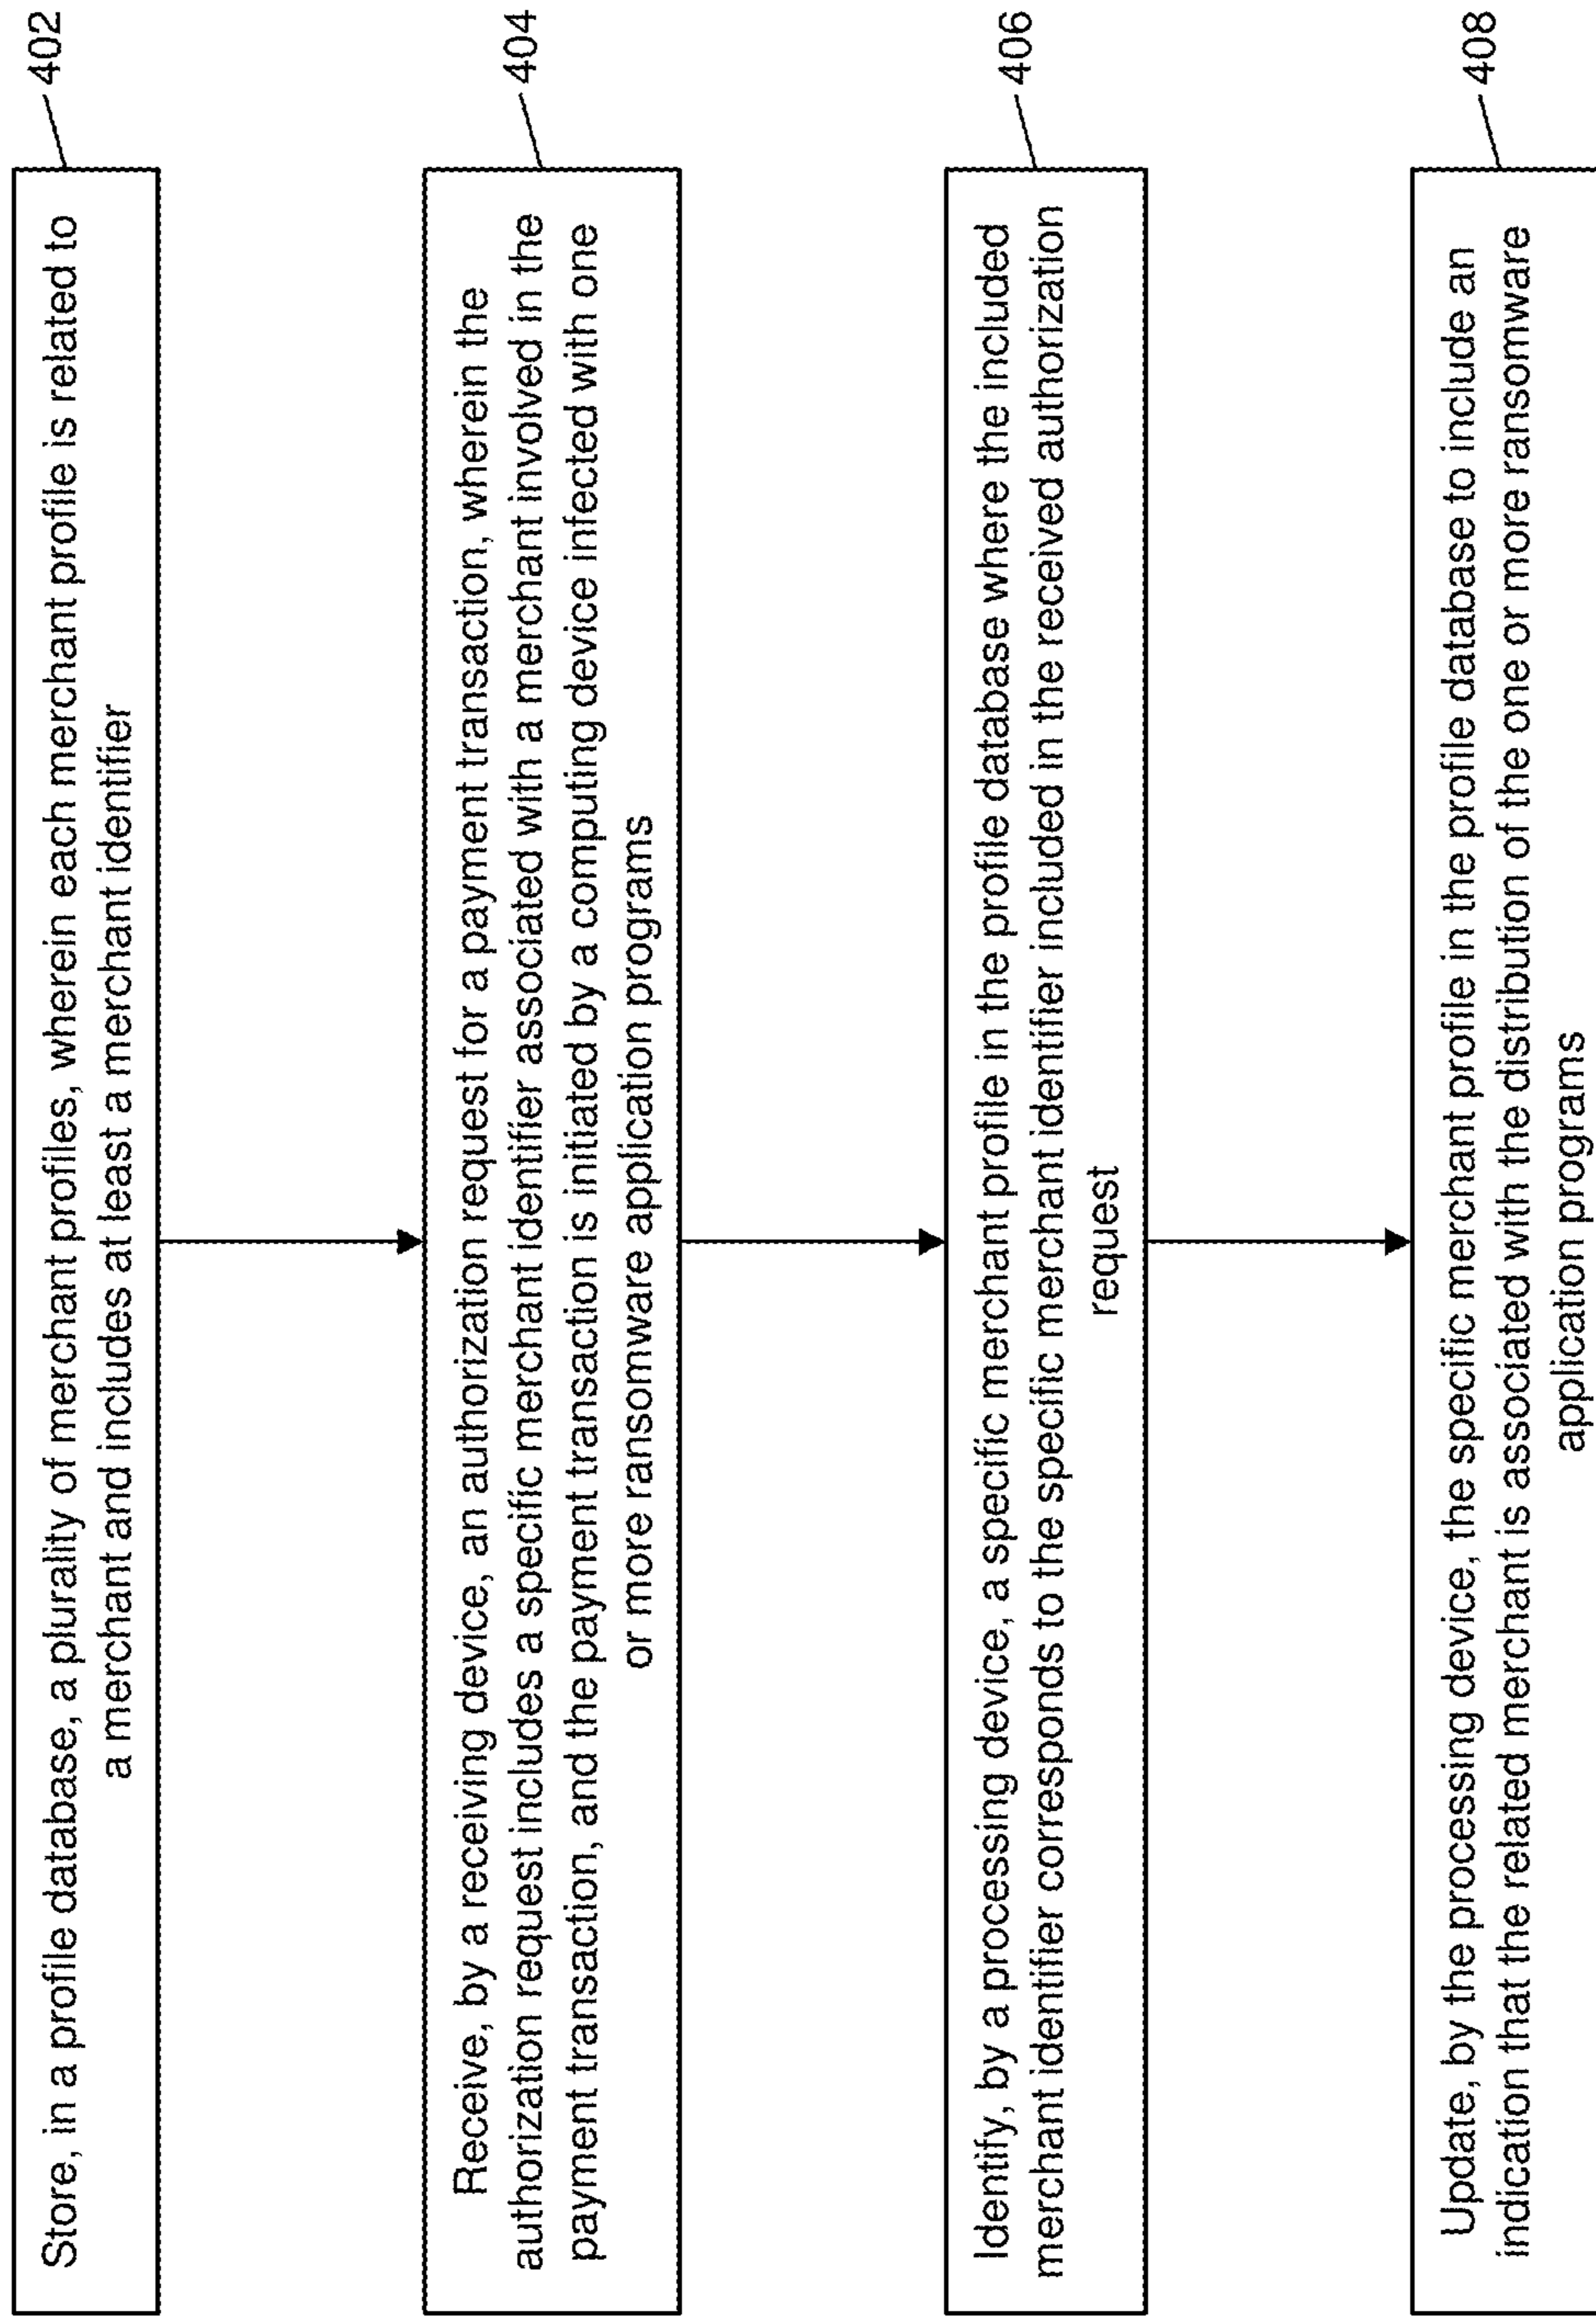 Store, in a profile database, a plurality of merchant profiles, wherein each merchant profile is related to
a merchant and includes at least a merchant identifier
402
Receive, by a receiving device, an authorization request for a payment transaction, wherein the
authorization request includes a specific merchant identifier associated with a merchant involved in the
payment transaction, and the payment transaction is initiated by a computing device infected with one
or more ransomware application programs
404
Identify, by a processing device, a specific merchant profile in the profile database where the included
merchant identifier corresponds to the specific merchant identifier included in the received authorization
request
406
Update, by the processing device, the specific merchant profile in the profile database to include an
indication that the related merchant is associated with the distribution of the one or more ransomware
application programs
408